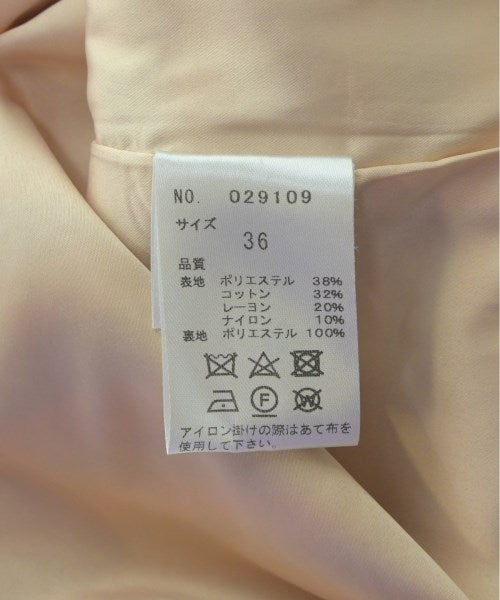 NO. 029109
サイズ
36
品質
表地 ポリエステル 38%
コットン 32%
レーヨン 20%
ナイロン 10%
裏地 ポリエステル 100%
F W
アイロン掛けの際はあて布を
使用して下さい。